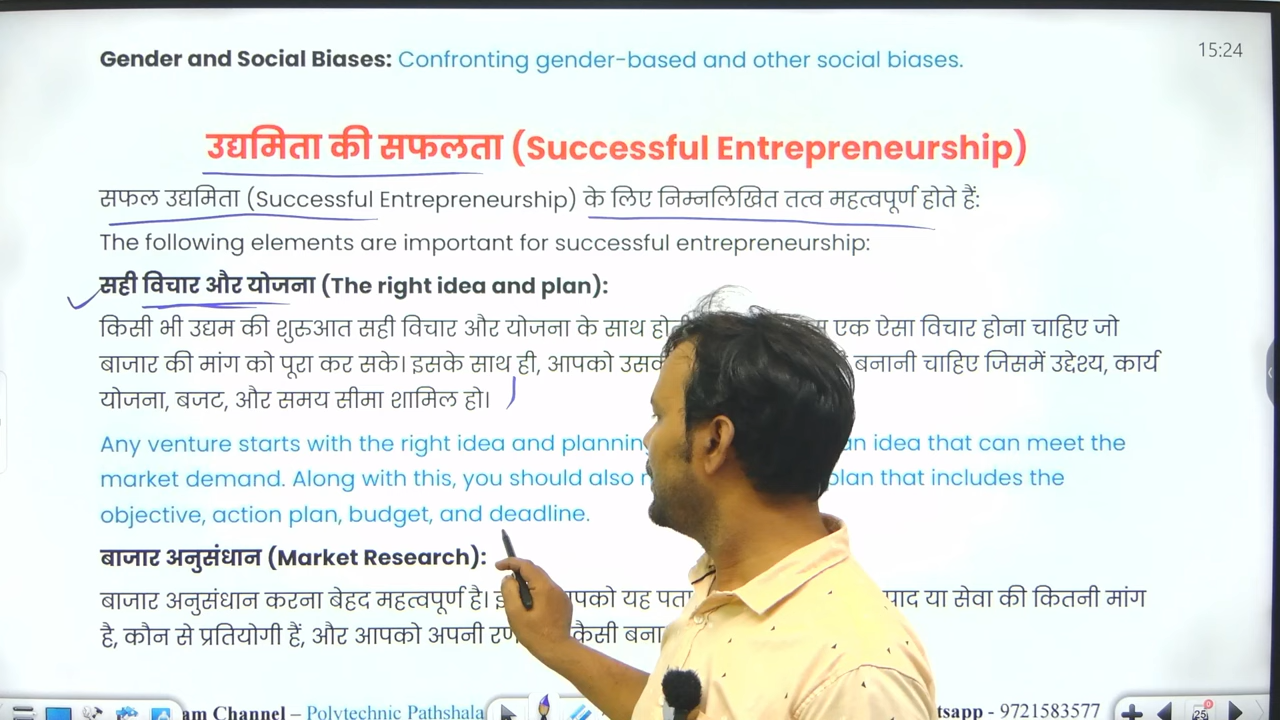 15:24
Gender and Social Biases: Confronting gender-based and other social biases.
उद्यमिता की सफलता (Successful Entrepreneurship)
सफल उद्यमिता (Successful Entrepreneurship) के लिए निम्नलिखित तत्व महत्वपूर्ण होते हैं:
The following elements are important for successful entrepreneurship:
सही विचार और योजना (The right idea and plan):
किसी भी उद्यम की शुरुआत सही विचार और योजना के साथ एक ऐसा विचार होना चाहिए जो
बाजार की मांग को पूरा कर सके। इसके साथ ही, आपको बनानी चाहिए जिसमें उद्देश्य, कार्य
योजना, बजट, और समय सीमा शामिल हो।
Any venture starts with the right idea and an idea that can meet the
market demand. Along with this, you should also plan that includes the
objective, action plan, budget, and deadline.
बाजार अनुसंधान (Market Research):
बाजार अनुसंधान करना बेहद महत्वपूर्ण है। यह या सेवा की कितनी मांग
है, कौन से प्रतियोगी हैं, और आपको अपनी कैसी
am Channel – Polytechnic Pathshala - 9721583577
25